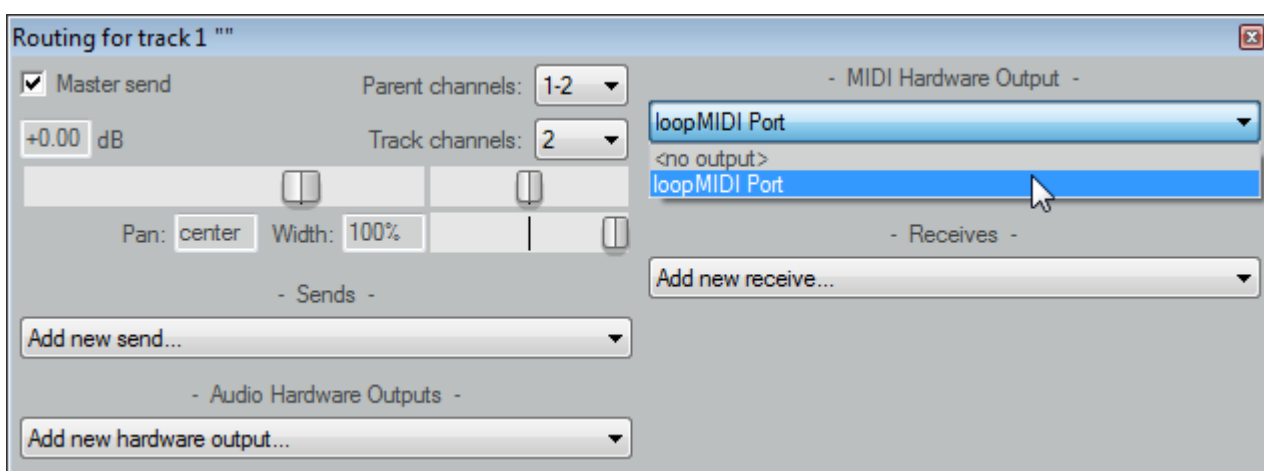 Routing for track 1 ""
Master send
Parent channels: 1-2
+0.00 dB
Track channels: 2
Pan: center Width: 100%
- Sends -
Add new send...
- Audio Hardware Outputs -
Add new hardware output...
- MIDI Hardware Output -
loopMIDI Port
<no output>
loopMIDI Port
- Receives -
Add new receive...